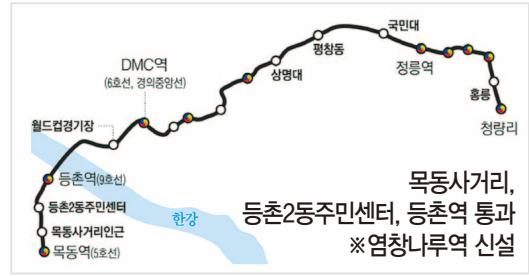 국민대
평창동
DMC역
(6호선, 경의중앙선)
상명대
정릉역
홍릉
월드컵경기장
청량리
등촌역(9호선)
목동사거리,
등촌2동주민센터
한강
등촌2동주민센터, 등촌역 통과
목동사거리인근
※염창나루역 신설
목동역(5호선)